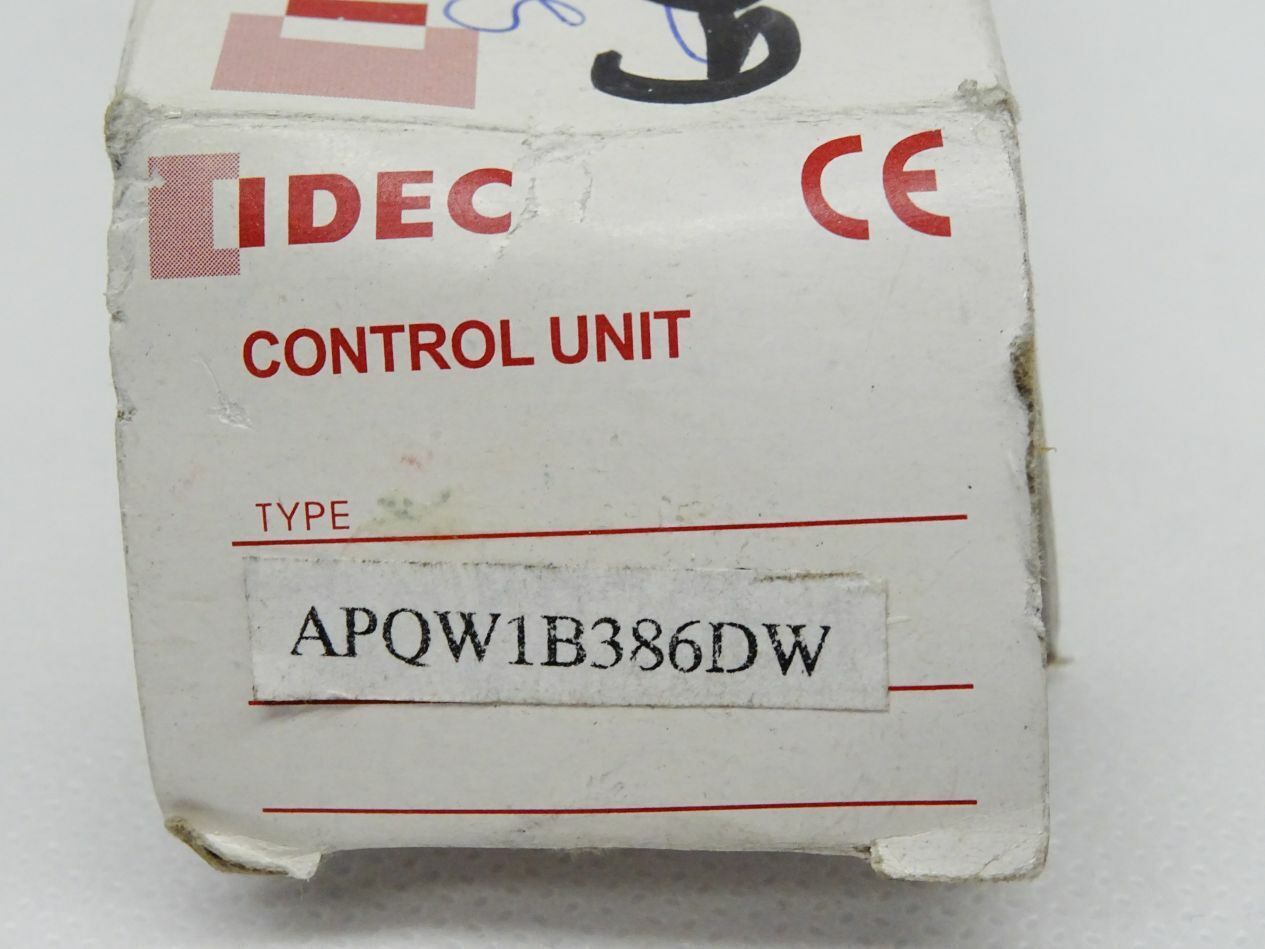 IDEC
CE
CONTROL UNIT
TYPE
APQW1B386DW